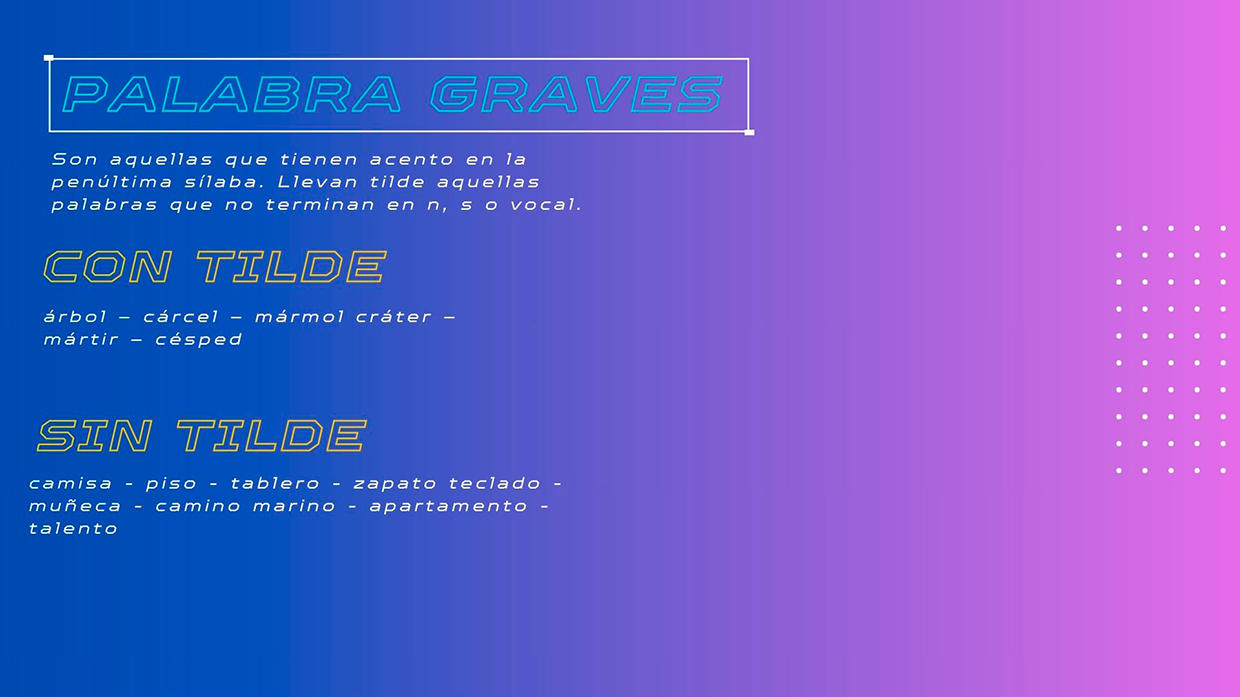 PALABRA GRAVES
Son aquellas que tienen acento en la
penúltima sílaba. Llevan tilde aquellas
palabras que no terminan en n, s o vocal.
CON TILDE
árbol – cárcel – mármol cráter –
mártir – césped
SIN TILDE
camisa - piso - tablero - zapato teclado -
muñeca - camino marino - apartamento -
talento